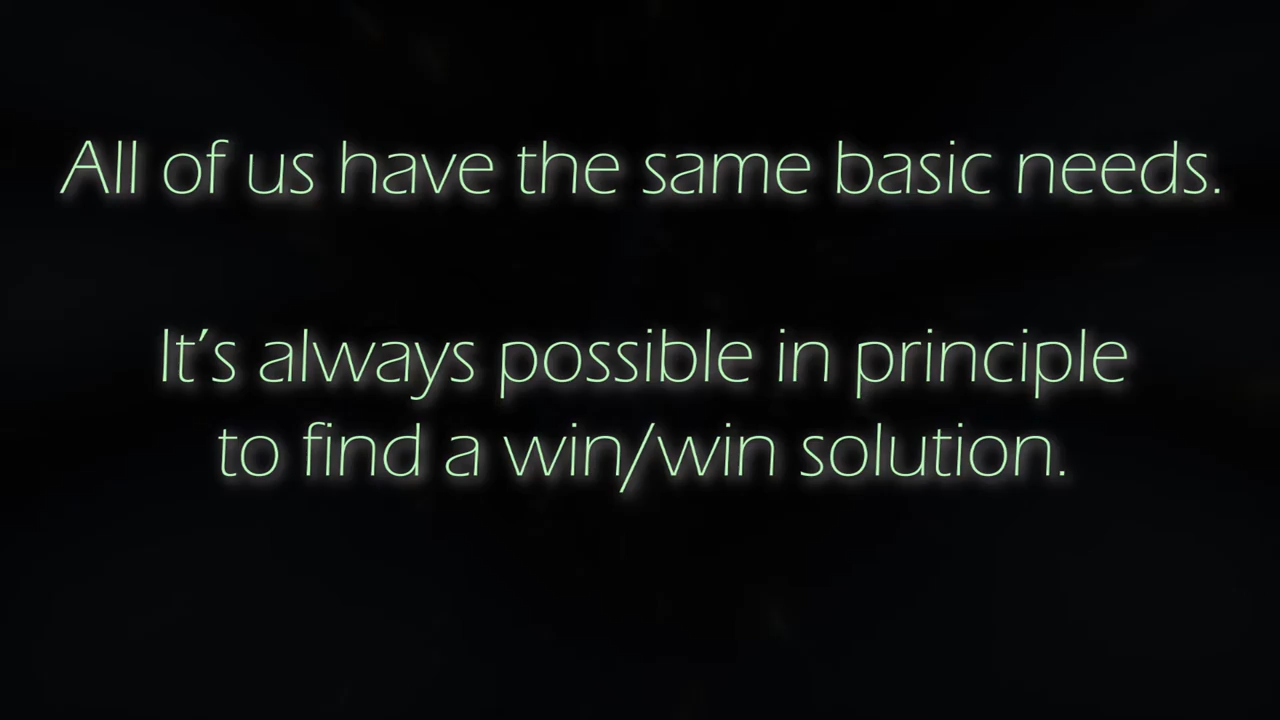 All of us have the same basic needs.
It’s always possible in principle
to find a win/win solution.